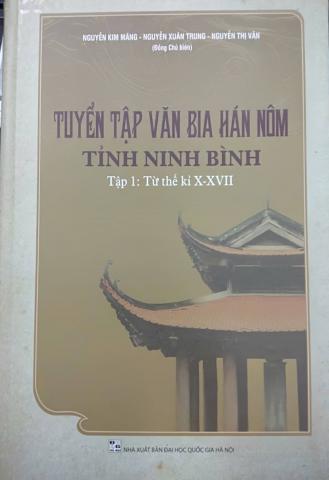 NGUYỄN KIM MĂNG - NGUYỄN XUÂN TRUNG - NGUYỄN THỊ VÂN
(Đồng Chủ biên)
TUYỂN TẬP VĂN BIA HÁN NÔM
TỈNH NINH BÌNH
Tập 1: Từ thế kỉ X-XVII
NHÀ XUẤT BẢN ĐẠI HỌC QUỐC GIA HÀ NỘI